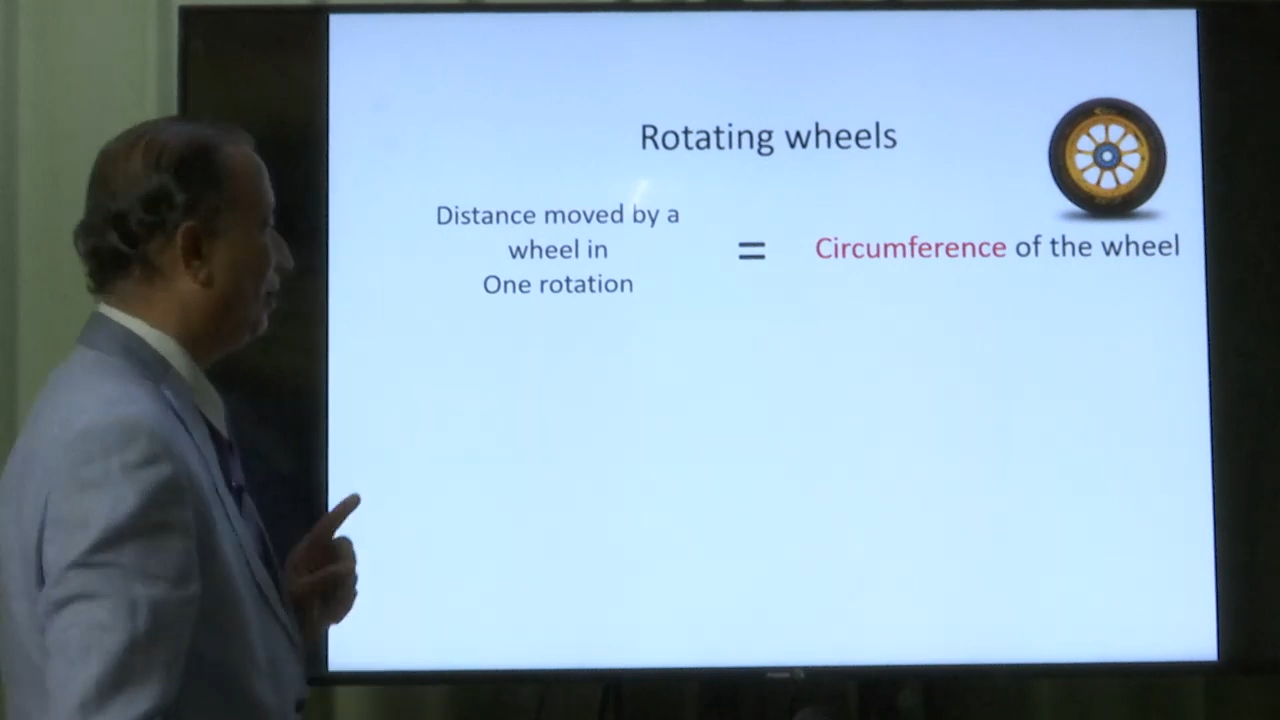 Rotating wheels
Distance moved by a
wheel in
One rotation
=
Circumference of the wheel